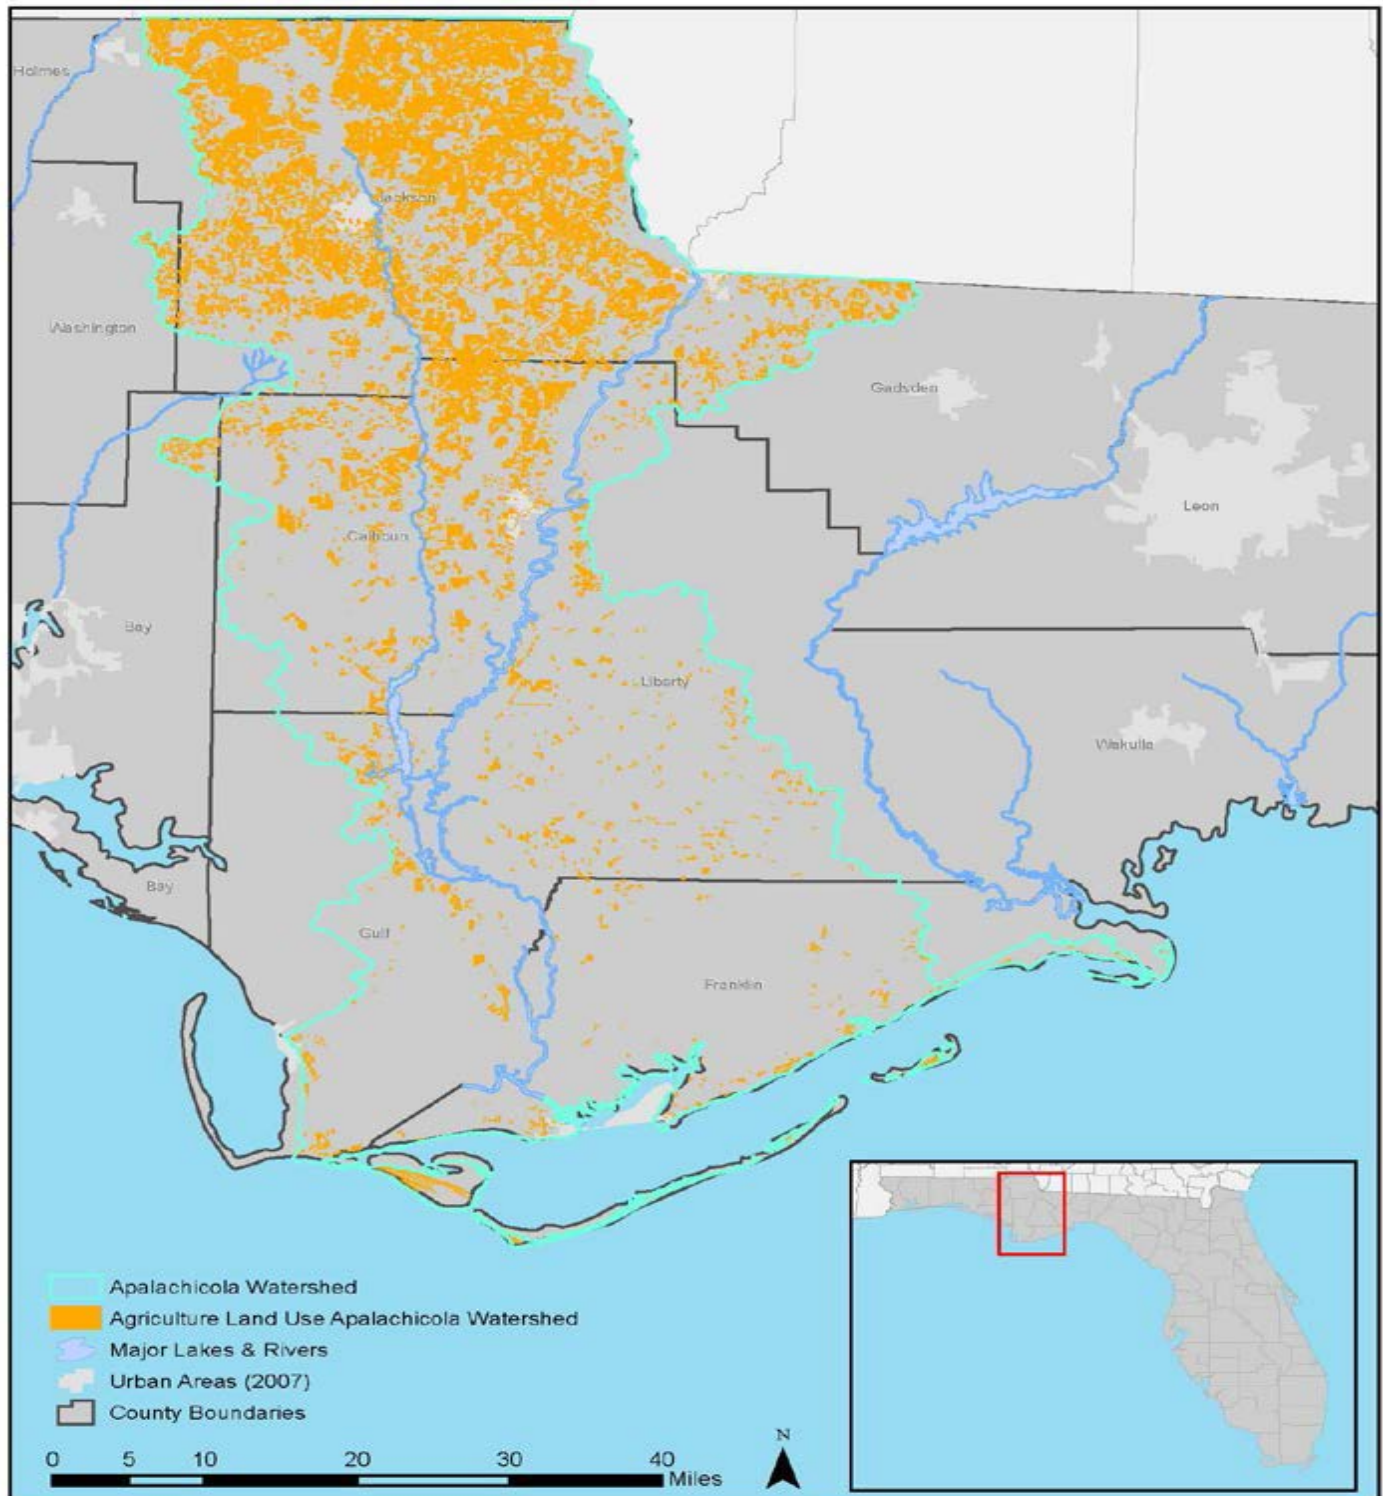 Holmes
Jackson
Washington
Gadsden
Leon
Calhoun
Bay
Liberty
Wakulla
Bay
Gulf
Franklin
Apalachicola Watershed
Agriculture Land Use Apalachicola Watershed
Major Lakes & Rivers
Urban Areas (2007)
County Boundaries
N
0 5 10 20 30 40
Miles